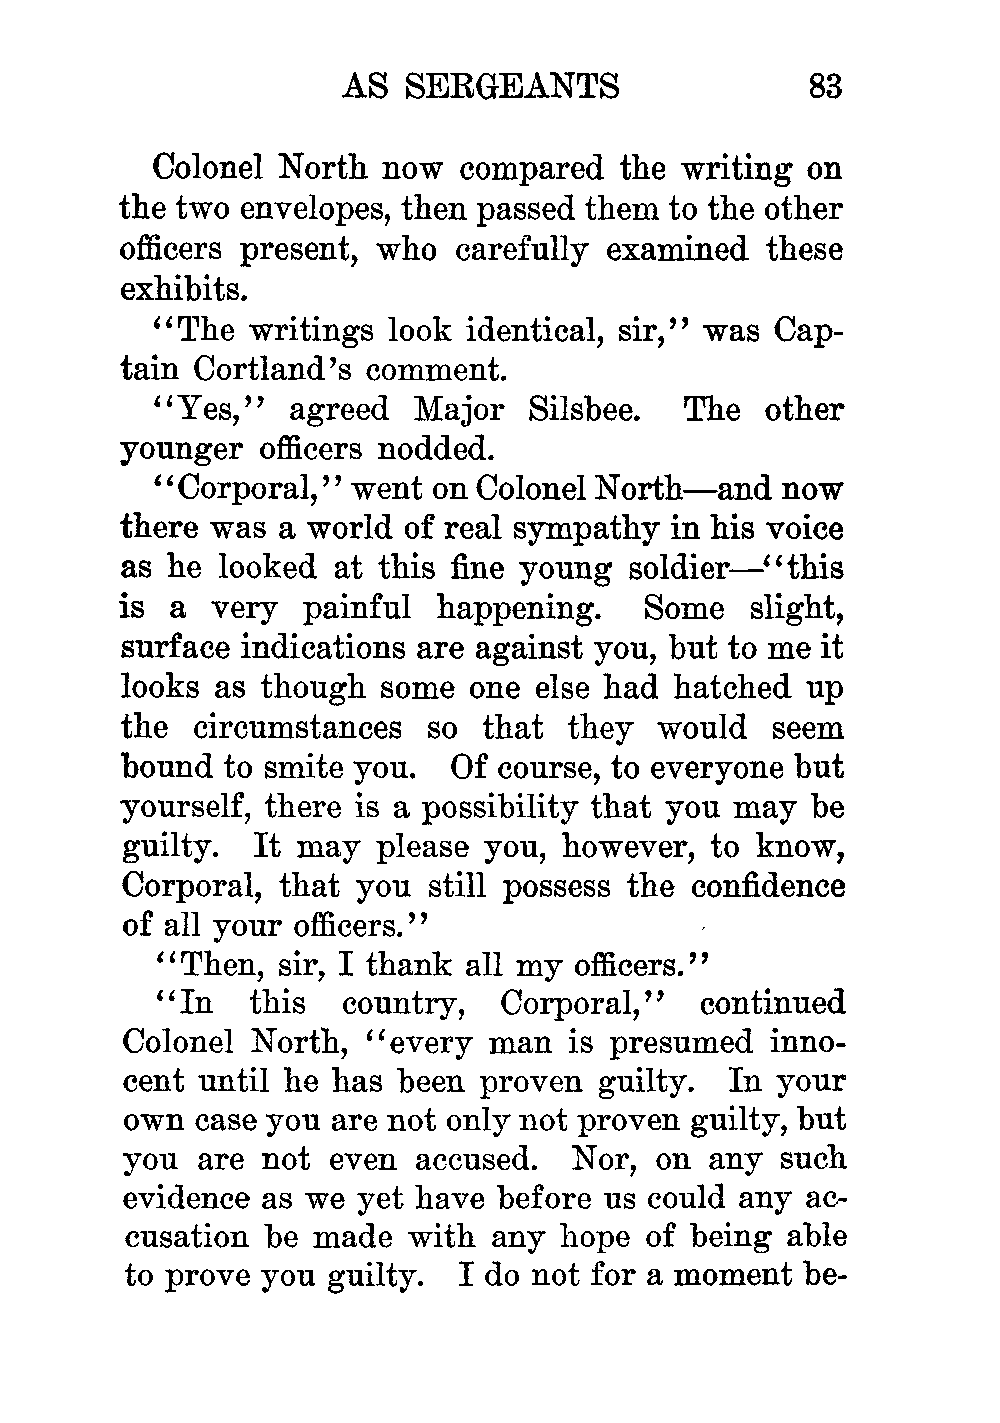 AS SERGEANTS 83
Colonel North now compared the writing on
the two envelopes, then passed them to the other
officers present, who carefully examined these
exhibits.
"The writings look identical, sir," was Cap-
tain Cortland's comment.
"Yes," agreed Major Silsbee. The other
younger officers nodded.
"Corporal," went on Colonel North—and now
there was a world of real sympathy in his voice
as he looked at this fine young soldier—"this
is a very painful happening. Some slight,
surface indications are against you, but to me it
looks as though some one else had hatched up
the circumstances so that they would seem
bound to smite you. Of course, to everyone but
yourself, there is a possibility that you may be
guilty. It may please you, however, to know,
Corporal, that you still possess the confidence
of all your officers."
"Then, sir, I thank all my officers."
"In this country, Corporal," continued
Colonel North, "every man is presumed inno-
cent until he has been proven guilty. In your
own case you are not only not proven guilty, but
you are not even accused. Nor, on any such
evidence as we yet have before us could any ac-
cusation be made with any hope of being able
to prove you guilty. I do not for a moment be-